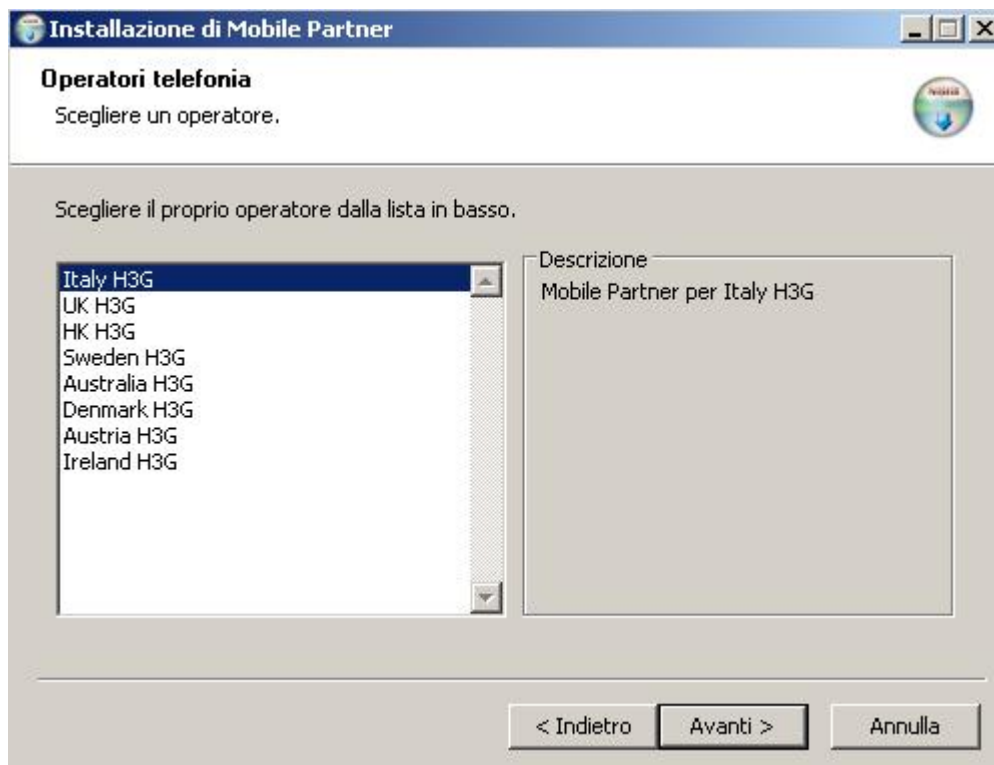 Installazione di Mobile Partner
Operatori telefonia
Scegliere un operatore.
Scegliere il proprio operatore dalla lista in basso.
Italy H3G
UK H3G
HK H3G
Sweden H3G
Australia H3G
Denmark H3G
Austria H3G
Ireland H3G
Descrizione
Mobile Partner per Italy H3G
< Indietro
Avanti >
Annulla